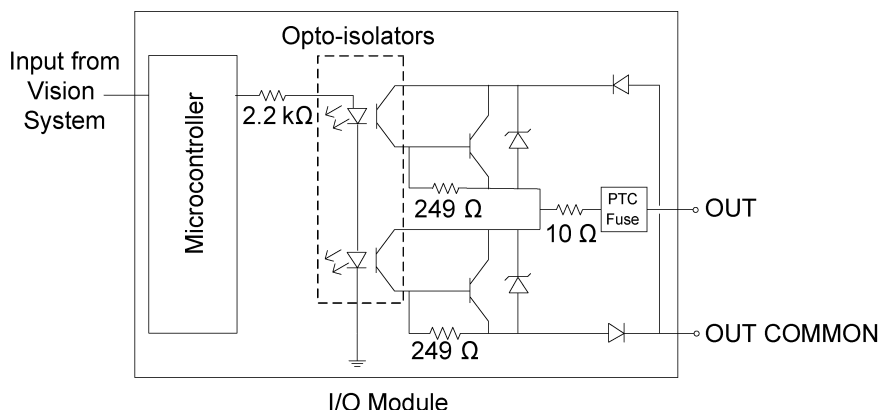 Opto-isolators
Input from
Vision
System
Microcontroller
2.2 kΩ
249 Ω
10 Ω
PTC
Fuse
OUT
249 Ω
OUT COMMON
I/O Module